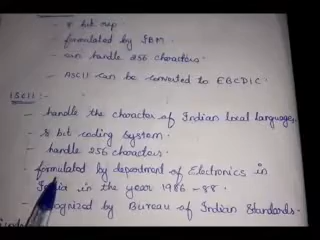 - 8 bit rep
- formulated by IBM
- can handle 256 charactors.
- ASCII can be converted to EBCDIC.
ISCII :-
- handle the character of Indian local languages
- 8 bit coding system.
- handle 256 charactors.
- formulated by department of Electronics in
India in the year 1986-88.
- recognized by Bureau of Indian Standards.